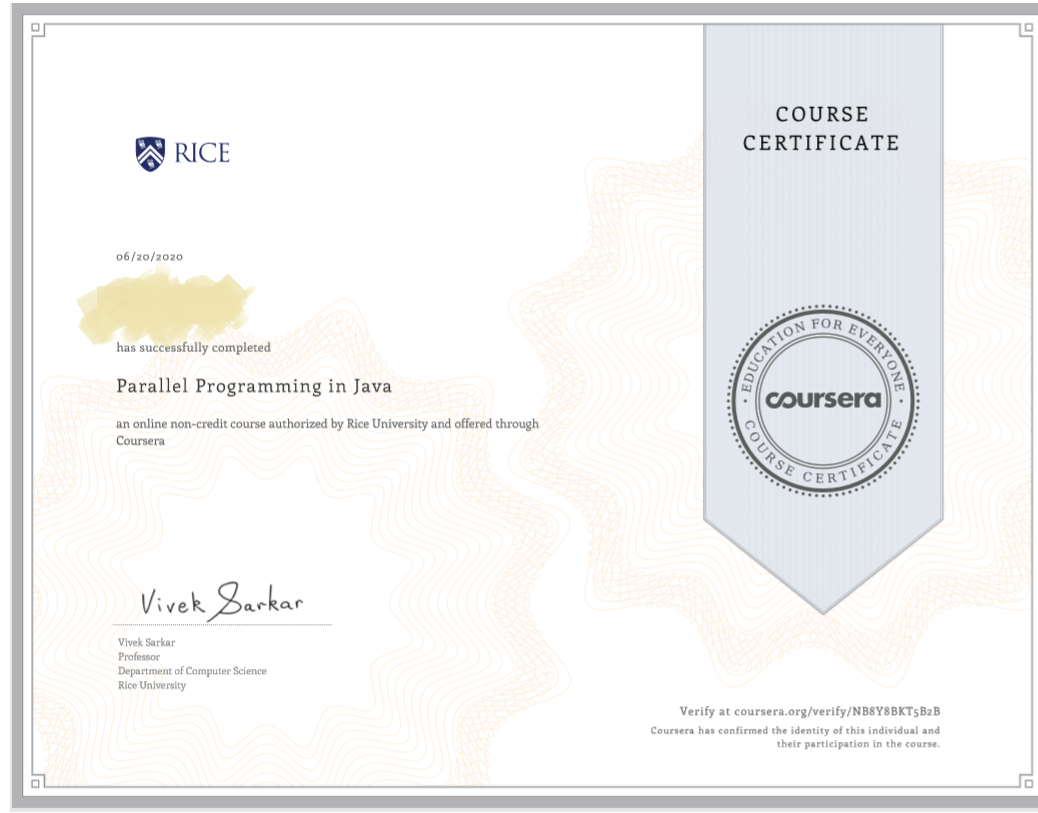 RICE
COURSE
CERTIFICATE
06/20/2020
has successfully completed
Parallel Programming in Java
an online non-credit course authorized by Rice University and offered through
Coursera
EDUCATION FOR EVERYONE
coursera
COURSE CERTIFICATE
Vivek Sarkar
Vivek Sarkar
Professor
Department of Computer Science
Rice University
Verify at coursera.org/verify/NB8Y8BKT5B2B
Coursera has confirmed the identity of this individual and
their participation in the course.